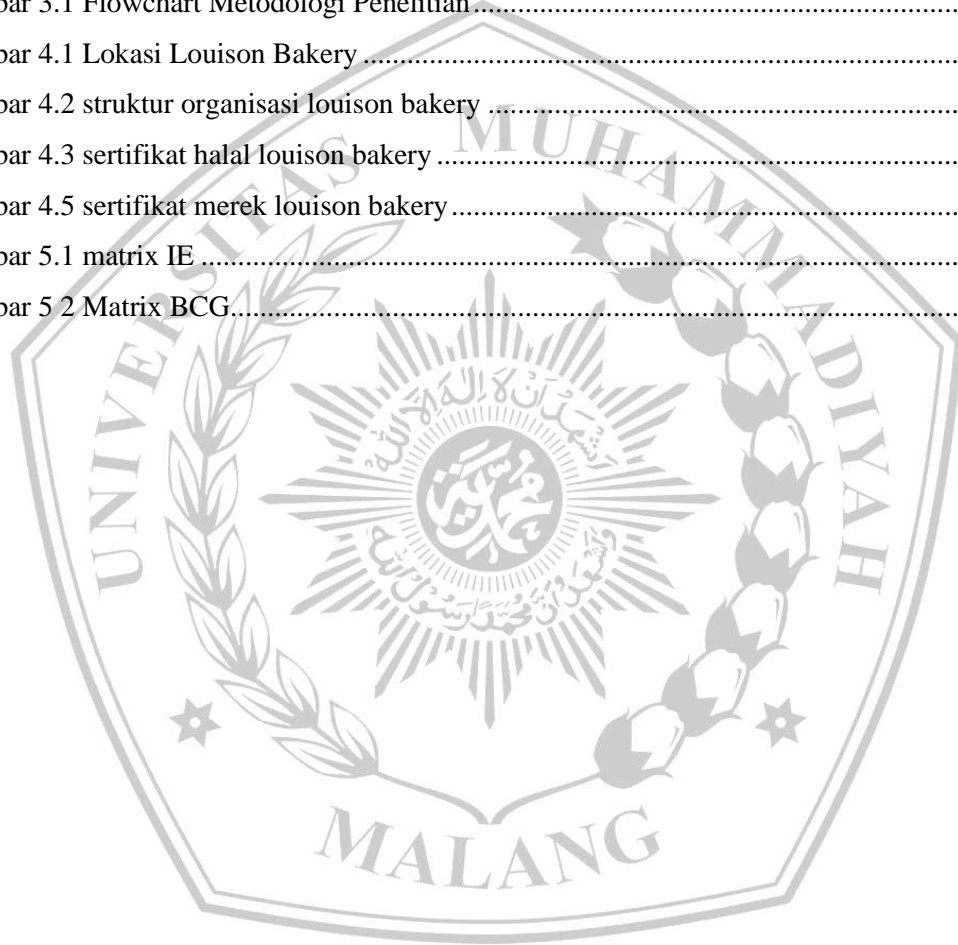 bar 3.1 Flowchart Metodologi Penelitian
bar 4.1 Lokasi Louison Bakery
bar 4.2 struktur organisasi louison bakery
bar 4.3 sertifikat halal louison bakery
bar 4.5 sertifikat merek louison bakery
bar 5.1 matrix IE
bar 5 2 Matrix BCG
UNIVERSITAS MUHAMMADIYAH
MALANG